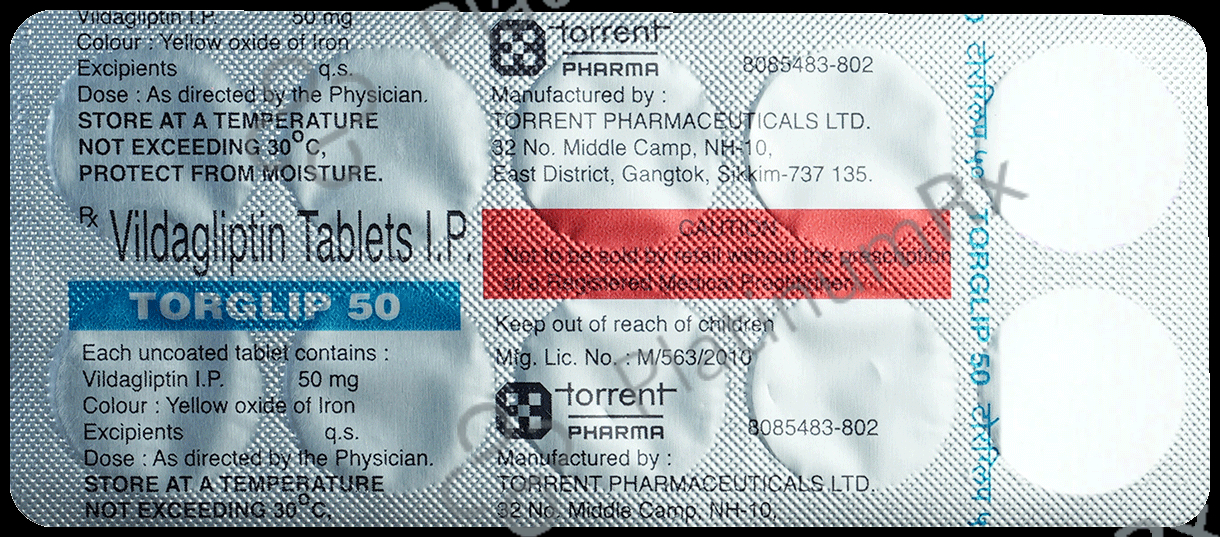 Vildagliptin I.P. 50 mg
Colour : Yellow oxide of Iron
Excipients q.s.
Dose : As directed by the Physician.
STORE AT A TEMPERATURE
NOT EXCEEDING 30°C,
PROTECT FROM MOISTURE.
Rx Vildagliptin Tablets I.P.
TORGLIP 50
Each uncoated tablet contains :
Vildagliptin I.P. 50 mg
Colour : Yellow oxide of Iron
Excipients q.s.
Dose : As directed by the Physician.
STORE AT A TEMPERATURE
NOT EXCEEDING 30°C,
torrent
PHARMA
8085483-802
Manufactured by :
TORRENT PHARMACEUTICALS LTD.
32 No. Middle Camp, NH-10,
East District, Gangtok, Sikkim-737 135.
CAUTION
Not to be sold by retail without the prescription
of a Registered Medical Practitioner
Keep out of reach of children
Mfg. Lic. No. : M/563/2010
torrent
PHARMA
8085483-802
Manufactured by :
TORRENT PHARMACEUTICALS LTD.
32 No. Middle Camp, NH-10,
TORGLIP 50
PlatinumRx